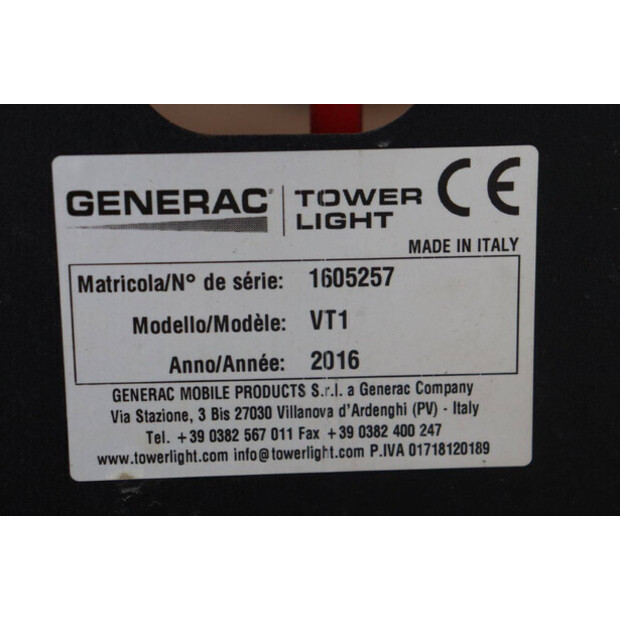 GENERAC® | TOWER LIGHT CE
MADE IN ITALY
Matricola/N° de série: 1605257
Modello/Modèle: VT1
Anno/Année: 2016
GENERAC MOBILE PRODUCTS S.r.l. a Generac Company
Via Stazione, 3 Bis 27030 Villanova d'Ardenghi (PV) - Italy
Tel. +39 0382 567 011 Fax +39 0382 400 247
www.towerlight.com info@towerlight.com P.IVA 01718120189